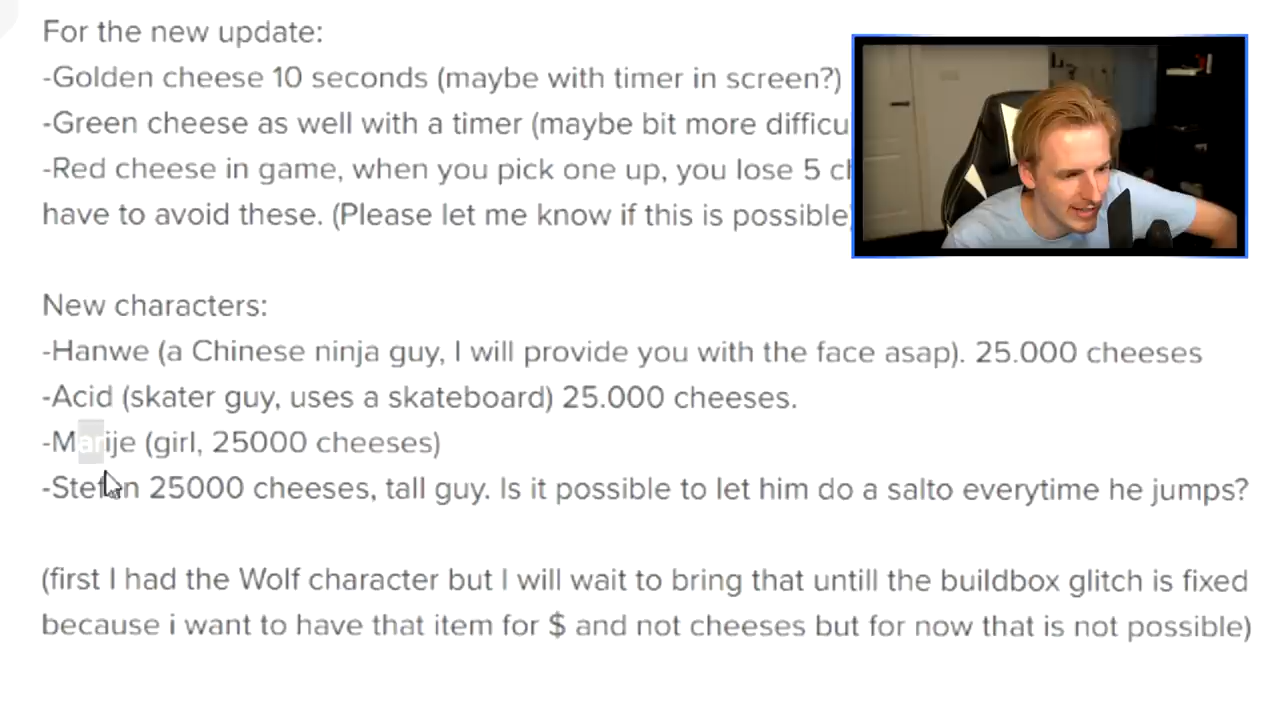 For the new update:
-Golden cheese 10 seconds (maybe with timer in screen?)
-Green cheese as well with a timer (maybe bit more
-Red cheese in game, when you pick one up, you lose 5
have to avoid these. (Please let me know if this is possible)
New characters:
-Hanwe (a Chinese ninja guy, I will provide you with the face asap). 25.000 cheeses
-Acid (skater guy, uses a skateboard) 25.000 cheeses.
-Marije (girl, 25000 cheeses)
-Stefan 25000 cheeses, tall guy. Is it possible to let him do a salto everytime he jumps?
(first I had the Wolf character but I will wait to bring that untill the buildbox glitch is fixed
because i want to have that item for $ and not cheeses but for now that is not possible)